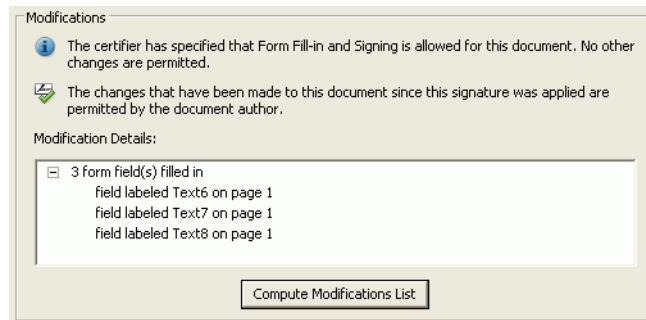 Modifications
The certifier has specified that Form Fill-in and Signing is allowed for this document. No other
changes are permitted.
The changes that have been made to this document since this signature was applied are
permitted by the document author.
Modification Details:
3 form field(s) filled in
field labeled Text6 on page 1
field labeled Text7 on page 1
field labeled Text8 on page 1
Compute Modifications List